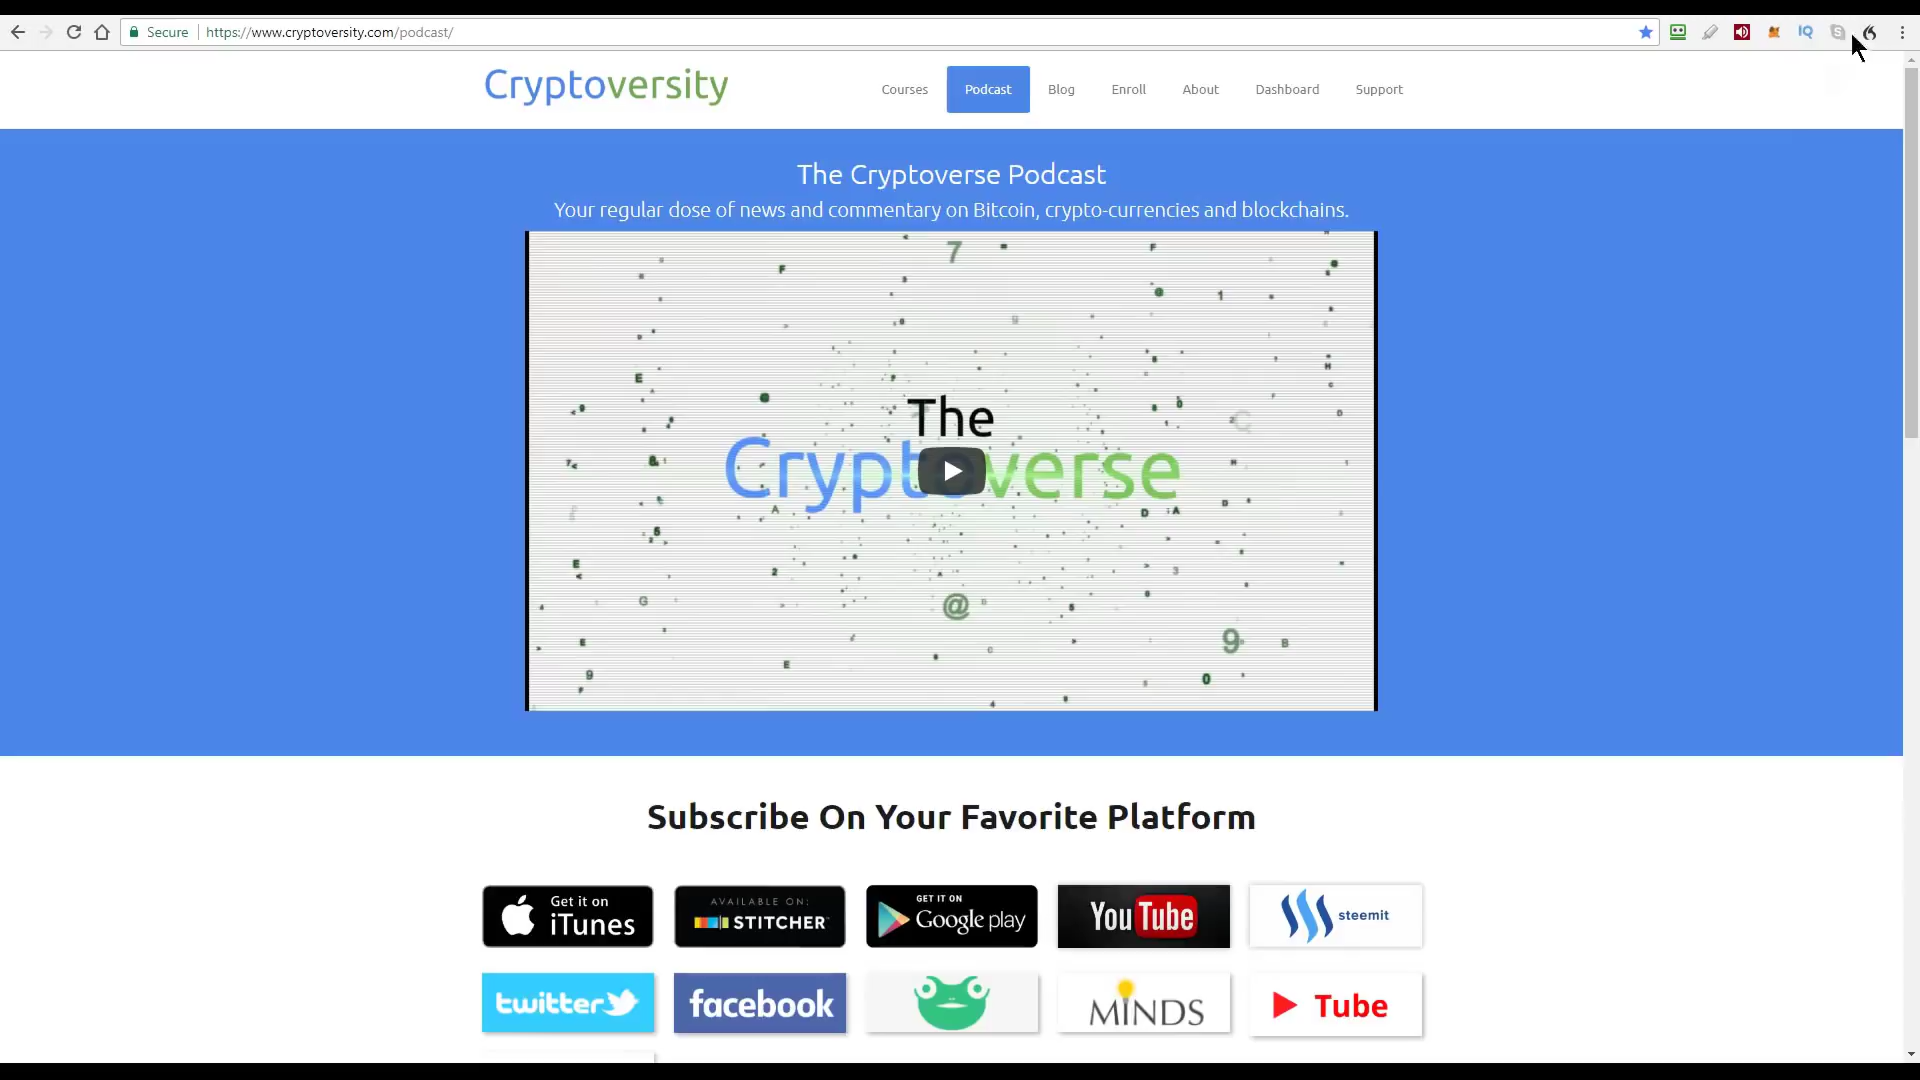 Secure https://www.cryptoversity.com/podcast/
IQ
Cryptoversity
Courses Podcast Blog Enroll About Dashboard Support
The Cryptoverse Podcast
Your regular dose of news and commentary on Bitcoin, crypto-currencies and blockchains.
The
Cryptoverse
Subscribe On Your Favorite Platform
Get it on
iTunes
AVAILABLE ON:
STITCHER
GET IT ON
Google play
YouTube
steemit
twitter
facebook
MINDS
Tube